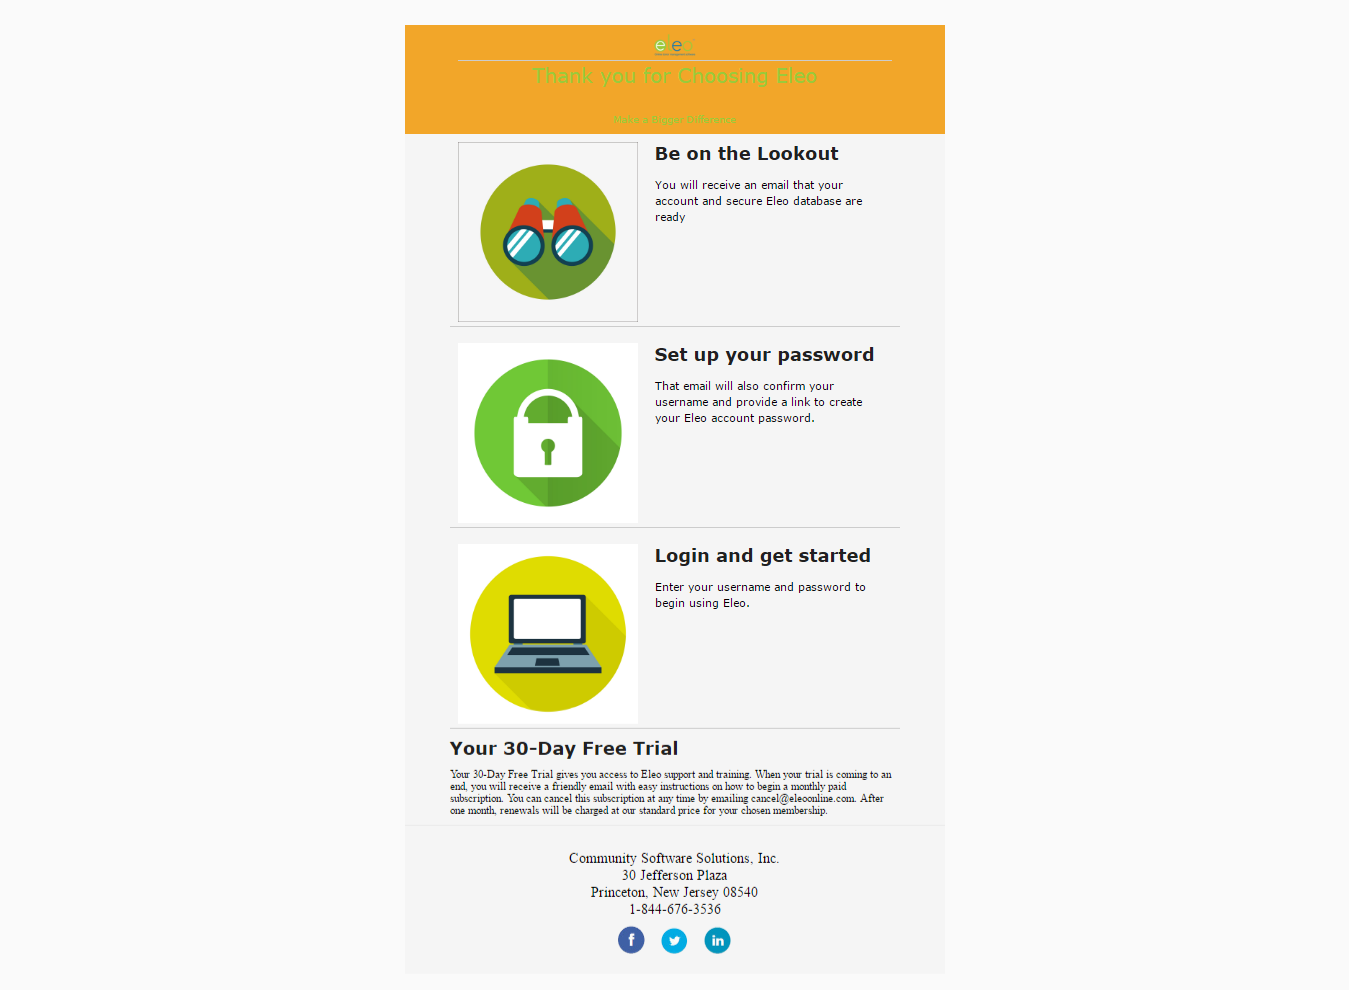 eleo
Thank you for Choosing Eleo
Make a Bigger Difference
Be on the Lookout
You will receive an email that your
account and secure Eleo database are
ready
Set up your password
That email will also confirm your
username and provide a link to create
your Eleo account password.
Login and get started
Enter your username and password to
begin using Eleo.
Your 30-Day Free Trial
Your 30-Day Free Trial gives you access to Eleo support and training. When your trial is coming to an
end, you will receive a friendly email with easy instructions on how to begin a monthly paid
subscription. You can cancel this subscription at any time by emailing cancel@eleoonline.com. After
one month, renewals will be charged at our standard price for your chosen membership.
Community Software Solutions, Inc.
30 Jefferson Plaza
Princeton, New Jersey 08540
1-844-676-3536
f
in